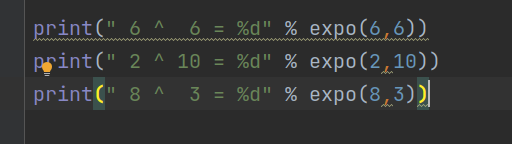 print(" 6 ^  6 = %d" % expo(6,6))
print(" 2 ^ 10 = %d" % expo(2,10))
print(" 8 ^  3 = %d" % expo(8,3))